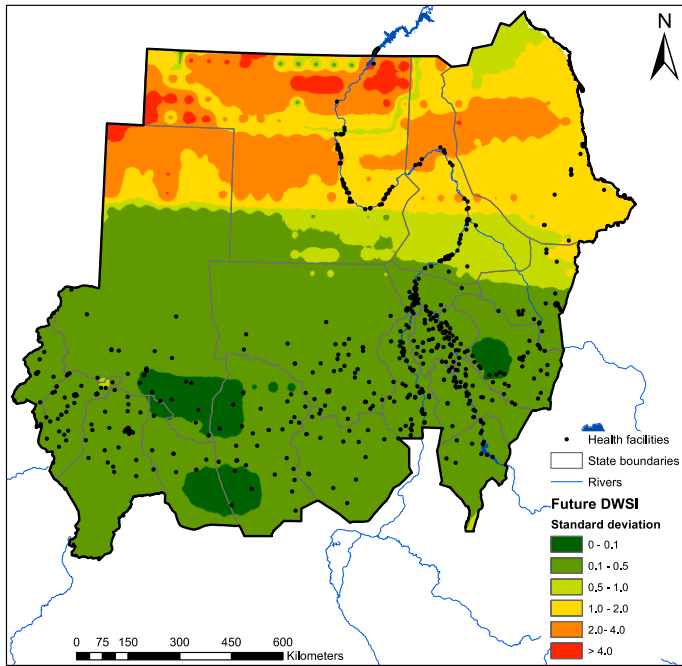 N
Health facilities
State boundaries
Rivers
Future DWSI
Standard deviation
0 - 0.1
0.1 - 0.5
0,5 - 1.0
1.0 - 2.0
2.0- 4.0
> 4.0
0 75 150 300 450 600
Kilometers